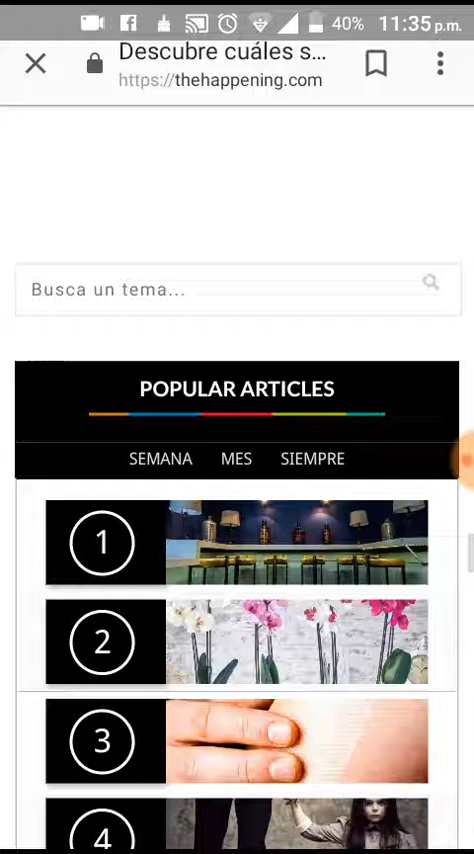 40% 11:35 p.m.
Descubre cuáles s...
https://thehappening.com
Busca un tema...
POPULAR ARTICLES
SEMANA MES SIEMPRE
1
2
3
4